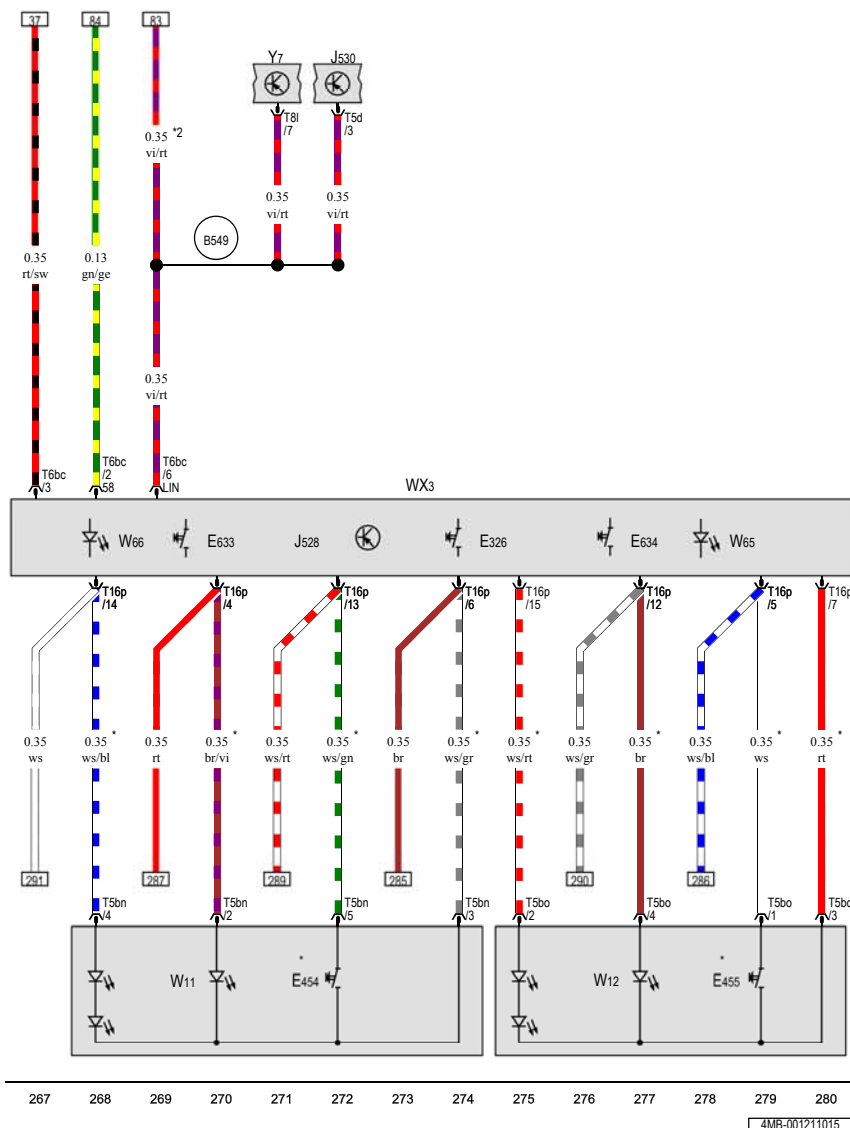 37 84 83
Y7 J530
T8l T5d
/7 /3
0.35 *2
vi/rt
0.35 0.35
vi/rt vi/rt
B549
0.35 0.13
rt/sw gn/ge
0.35
vi/rt
T6bc T6bc T6bc
/3 /2 /6
58 LIN
WX3
W66 E633 J528 E326 E634 W65
T16p T16p T16p T16p T16p T16p T16p T16p
/14 /4 /13 /6 /15 /12 /5 /7
* * * * * * * *
0.35 0.35 0.35 0.35 0.35 0.35 0.35 0.35 0.35 0.35 0.35 0.35 0.35 0.35
ws ws/bl rt br/vi ws/rt ws/gn br ws/gr ws/rt ws/gr br ws/bl ws rt
291 287 289 285 290 286
T5bn T5bn T5bn T5bn T5bo T5bo T5bo T5bo
/4 /2 /5 /3 /2 /4 /1 /3
* *
W11 E454 W12 E455
267 268 269 270 271 272 273 274 275 276 277 278 279 280
4MB-001211015